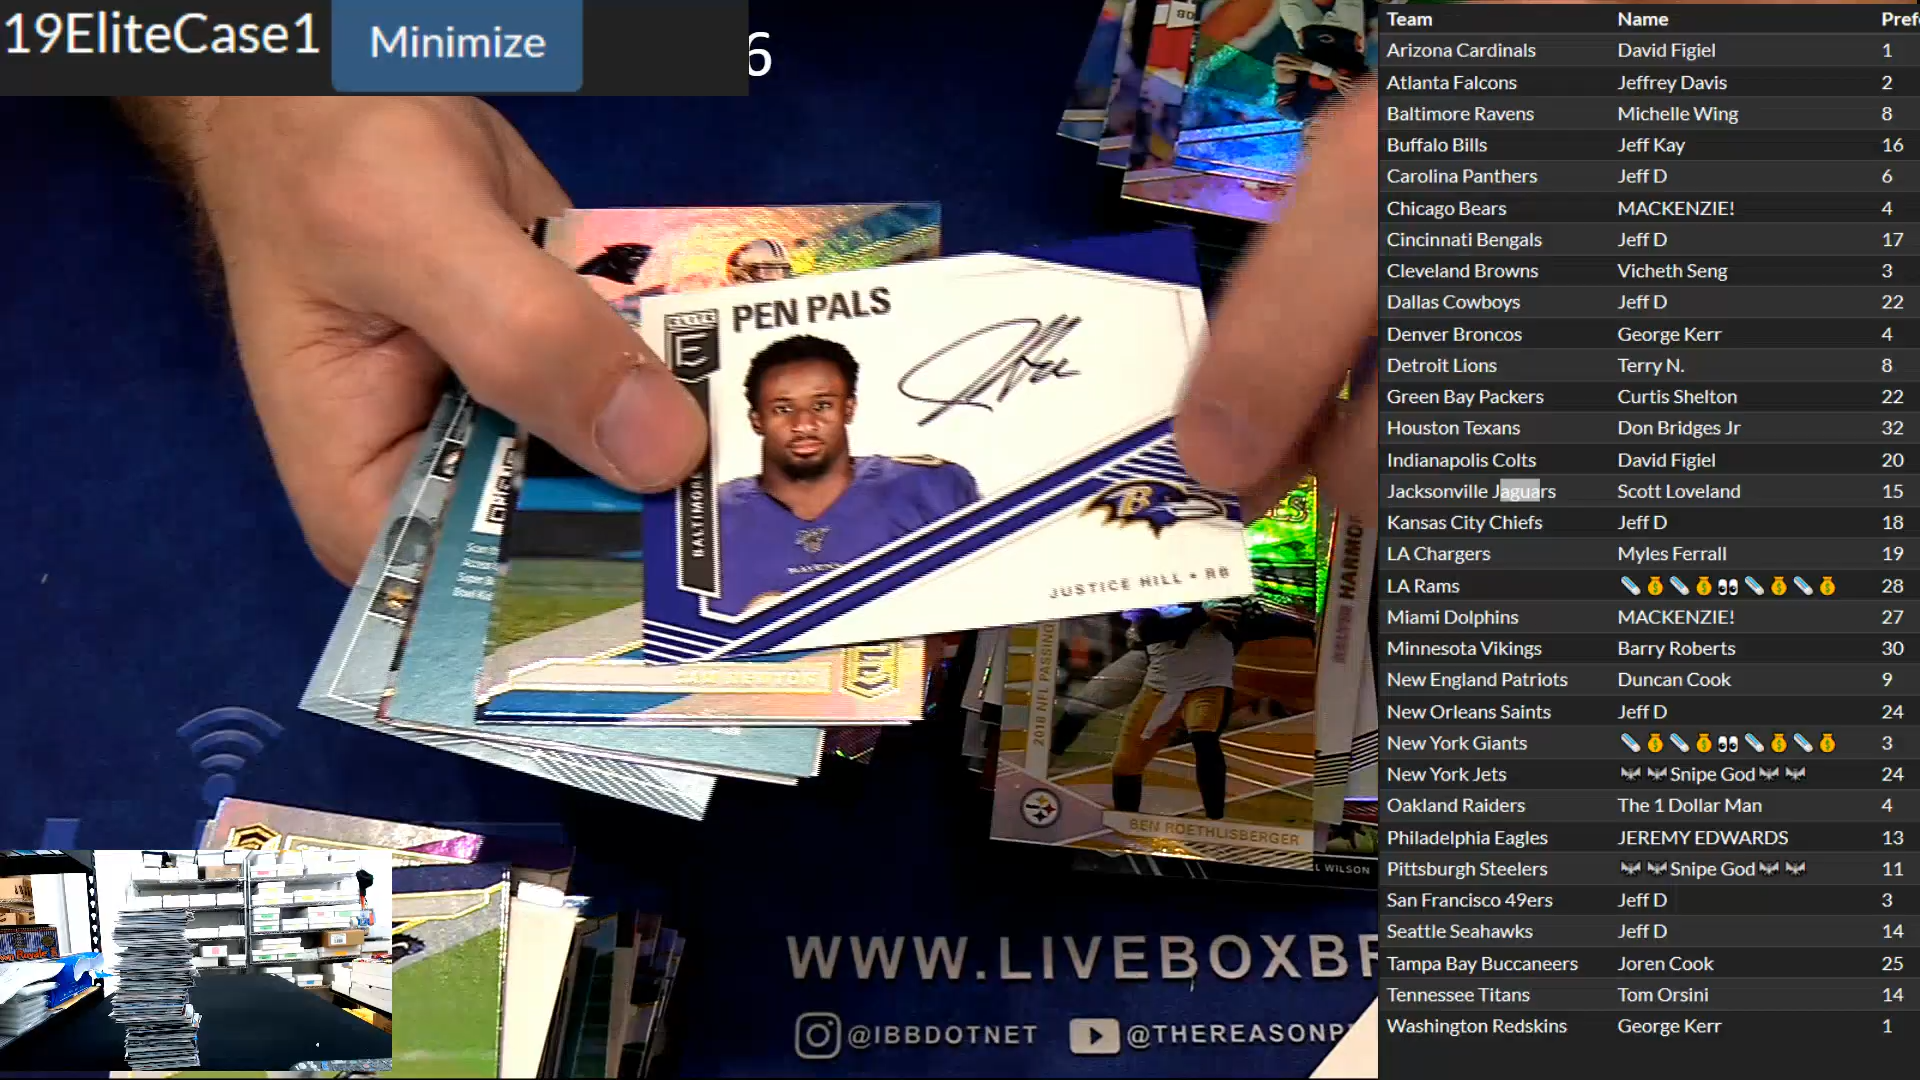 19EliteCase1
Minimize
6
PEN PALS
E
BALTIMORE
JUSTICE HILL • RB
CAM NEWTON
E
2018 NFL PASSING
BEN ROETHLISBERGER
L WILSON
WWW.LIVEBOXBR
@IBBDOTNET
@THEREASONP
Team Name Pref
Arizona Cardinals David Figiel 1
Atlanta Falcons Jeffrey Davis 2
Baltimore Ravens Michelle Wing 8
Buffalo Bills Jeff Kay 16
Carolina Panthers Jeff D 6
Chicago Bears MACKENZIE! 4
Cincinnati Bengals Jeff D 17
Cleveland Browns Vicheth Seng 3
Dallas Cowboys Jeff D 22
Denver Broncos George Kerr 4
Detroit Lions Terry N. 8
Green Bay Packers Curtis Shelton 22
Houston Texans Don Bridges Jr 32
Indianapolis Colts David Figiel 20
Jacksonville Jaguars Scott Loveland 15
Kansas City Chiefs Jeff D 18
LA Chargers Myles Ferrall 19
LA Rams 28
Miami Dolphins MACKENZIE! 27
Minnesota Vikings Barry Roberts 30
New England Patriots Duncan Cook 9
New Orleans Saints Jeff D 24
New York Giants 3
New York Jets Snipe God 24
Oakland Raiders The 1 Dollar Man 4
Philadelphia Eagles JEREMY EDWARDS 13
Pittsburgh Steelers Snipe God 11
San Francisco 49ers Jeff D 3
Seattle Seahawks Jeff D 14
Tampa Bay Buccaneers Joren Cook 25
Tennessee Titans Tom Orsini 14
Washington Redskins George Kerr 1